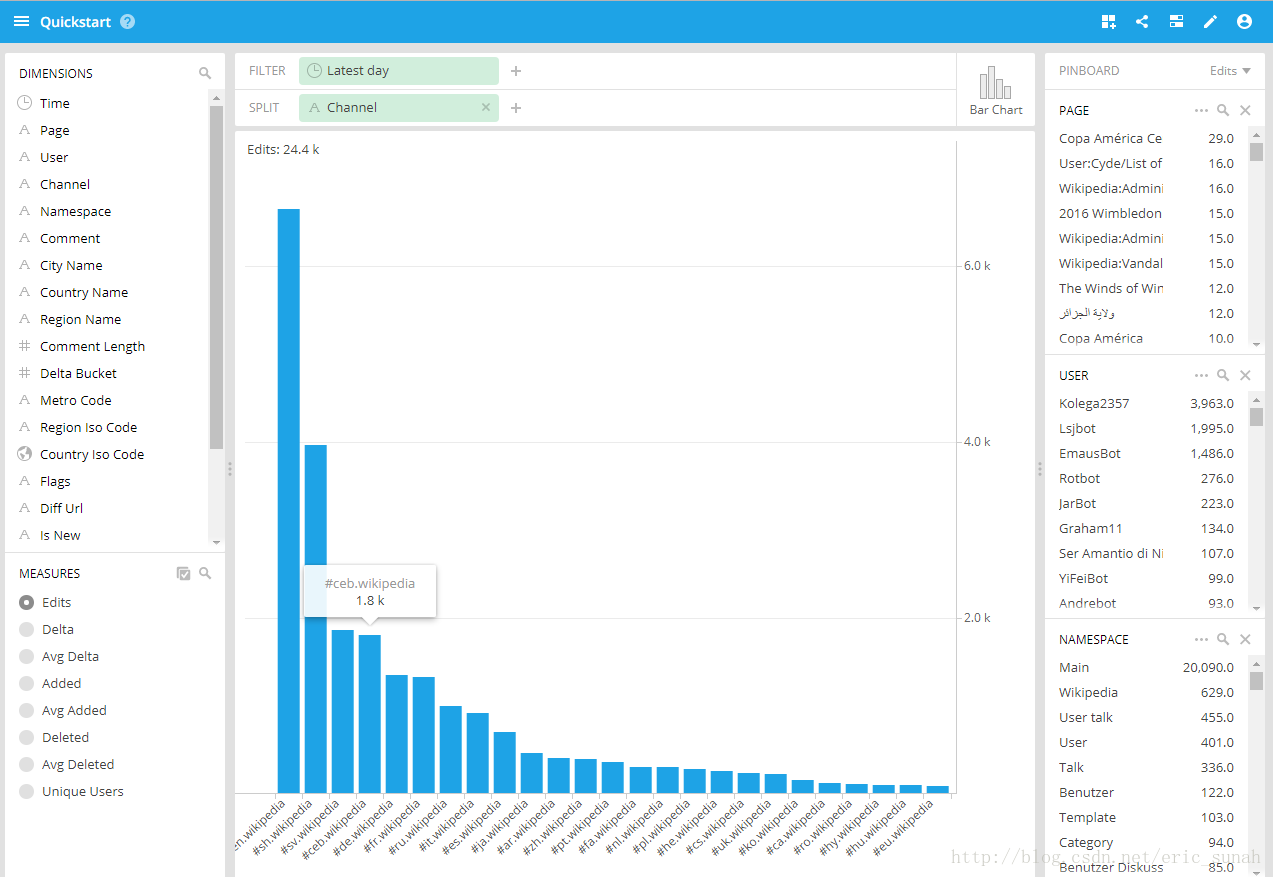 Quickstart ?
DIMENSIONS
Time
Page
User
Channel
Namespace
Comment
City Name
Country Name
Region Name
Comment Length
Delta Bucket
Metro Code
Region Iso Code
Country Iso Code
Flags
Diff Url
Is New
MEASURES
Edits
Delta
Avg Delta
Added
Avg Added
Deleted
Avg Deleted
Unique Users
FILTER Latest day +
SPLIT A Channel × +
Bar Chart
Edits: 24.4 k
6.0 k
4.0 k
2.0 k
#ceb.wikipedia
1.8 k
en.wikipedia
#sh.wikipedia
#sv.wikipedia
#ceb.wikipedia
#de.wikipedia
#fr.wikipedia
#ru.wikipedia
#it.wikipedia
#es.wikipedia
#ja.wikipedia
#ar.wikipedia
#zh.wikipedia
#pt.wikipedia
#fa.wikipedia
#nl.wikipedia
#pl.wikipedia
#he.wikipedia
#cs.wikipedia
#uk.wikipedia
#ko.wikipedia
#ca.wikipedia
#ro.wikipedia
#hy.wikipedia
#hu.wikipedia
#eu.wikipedia
PINBOARD Edits
PAGE
Copa América Ce 29.0
User:Cyde/List of 16.0
Wikipedia:Admini 16.0
2016 Wimbledon 15.0
Wikipedia:Admini 15.0
Wikipedia:Vandal 15.0
The Winds of Win 12.0
ولاية الجزائر 12.0
Copa América 10.0
USER
Kolega2357 3,963.0
Lsjbot 1,995.0
EmausBot 1,486.0
Rotbot 276.0
JarBot 223.0
Graham11 134.0
Ser Amantio di Ni 107.0
YiFeiBot 99.0
Andrebot 93.0
NAMESPACE
Main 20,090.0
Wikipedia 629.0
User talk 455.0
User 401.0
Talk 336.0
Benutzer 122.0
Template 103.0
Category 94.0
Benutzer Diskuss 85.0
http://blog.csdn.net/eric_sunah